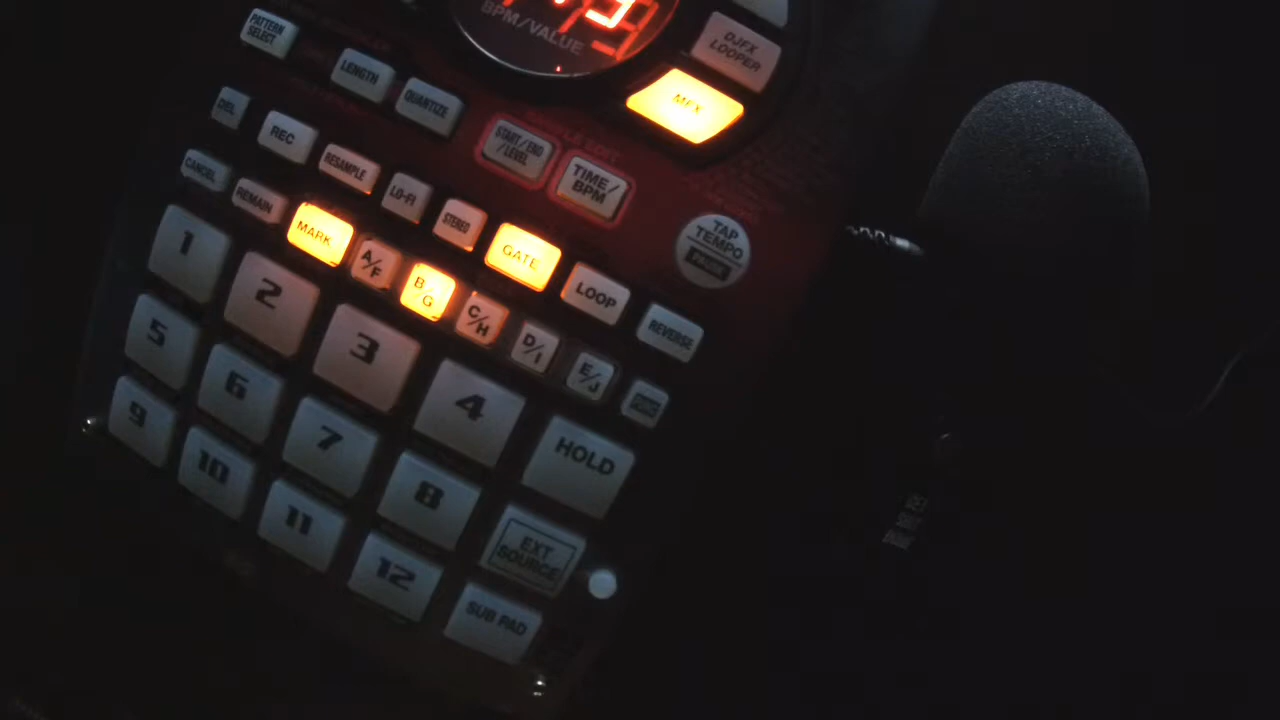 BPM/VALUE
PATTERN
SELECT
LENGTH
QUANTIZE
DJFX
LOOPER
MFX
DEL
REC
RESAMPLE
LO-FI
STEREO
START/END
/LEVEL
TIME/
BPM
TAP
TEMPO
CANCEL
REMAIN
MARK
A/F
B/G
C/H
D/I
E/J
GATE
LOOP
REVERSE
1
2
3
4
HOLD
5
6
7
8
EXT
SOURCE
9
10
11
12
SUB PAD